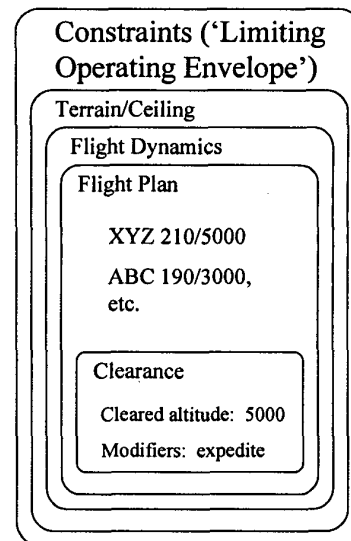 Constraints ('Limiting
Operating Envelope')
Terrain/Ceiling
Flight Dynamics
Flight Plan
XYZ 210/5000
ABC 190/3000,
etc.
Clearance
Cleared altitude: 5000
Modifiers: expedite